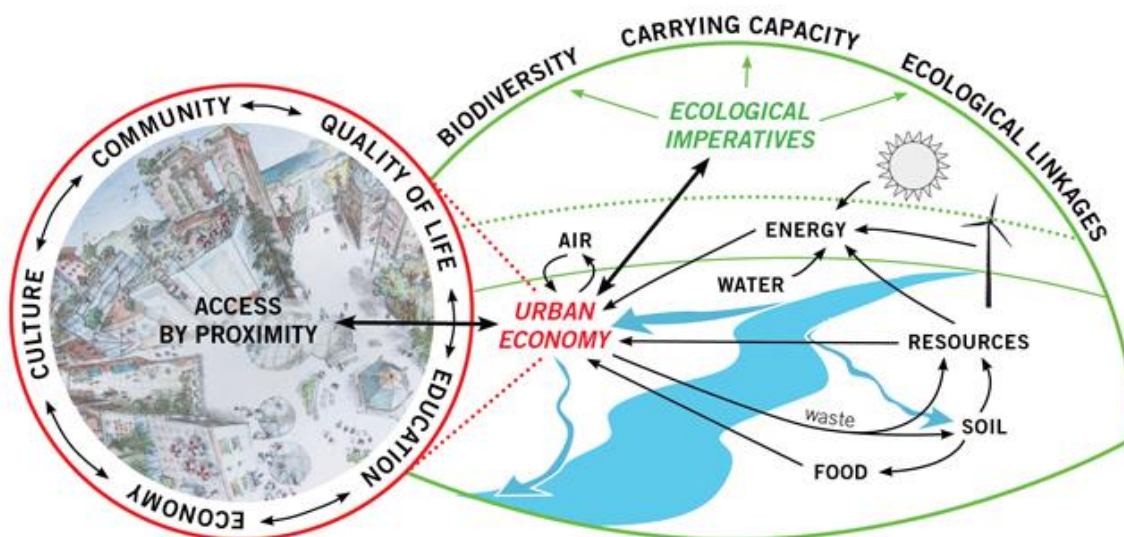 COMMUNITY
QUALITY OF LIFE
CULTURE
ACCESS
BY PROXIMITY
EDUCATION
ECONOMY
BIODIVERSITY
CARRYING CAPACITY
ECOLOGICAL LINKAGES
ECOLOGICAL
IMPERATIVES
AIR
ENERGY
WATER
URBAN
ECONOMY
RESOURCES
waste
SOIL
FOOD